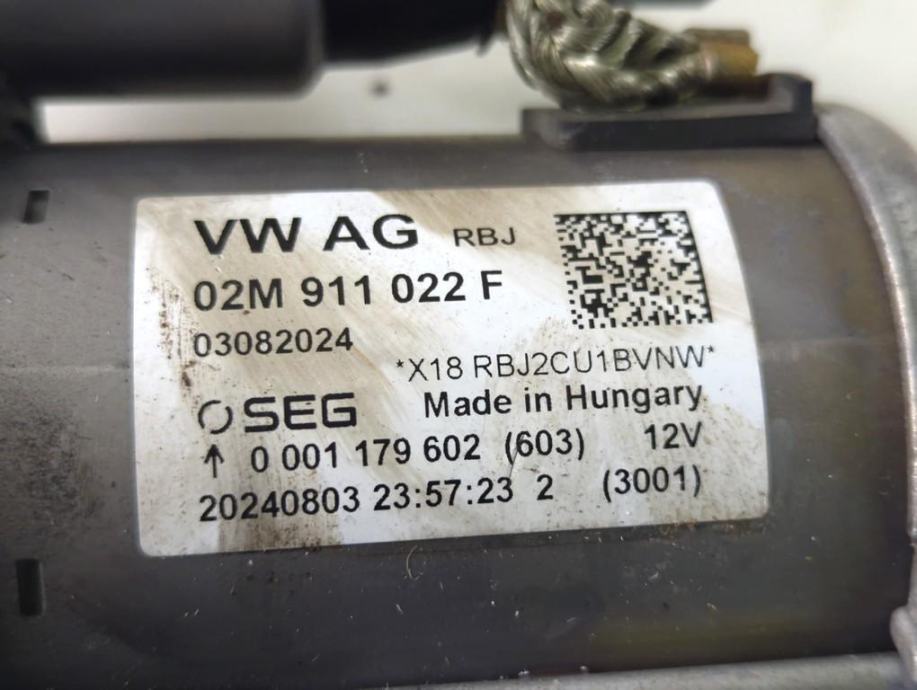 VW AG RBJ
02M 911 022 F
03082024
*X18 RBJ2CU1BVNW*
SEG Made in Hungary
↑ 0 001 179 602 (603) 12V
20240803 23:57:23 2 (3001)